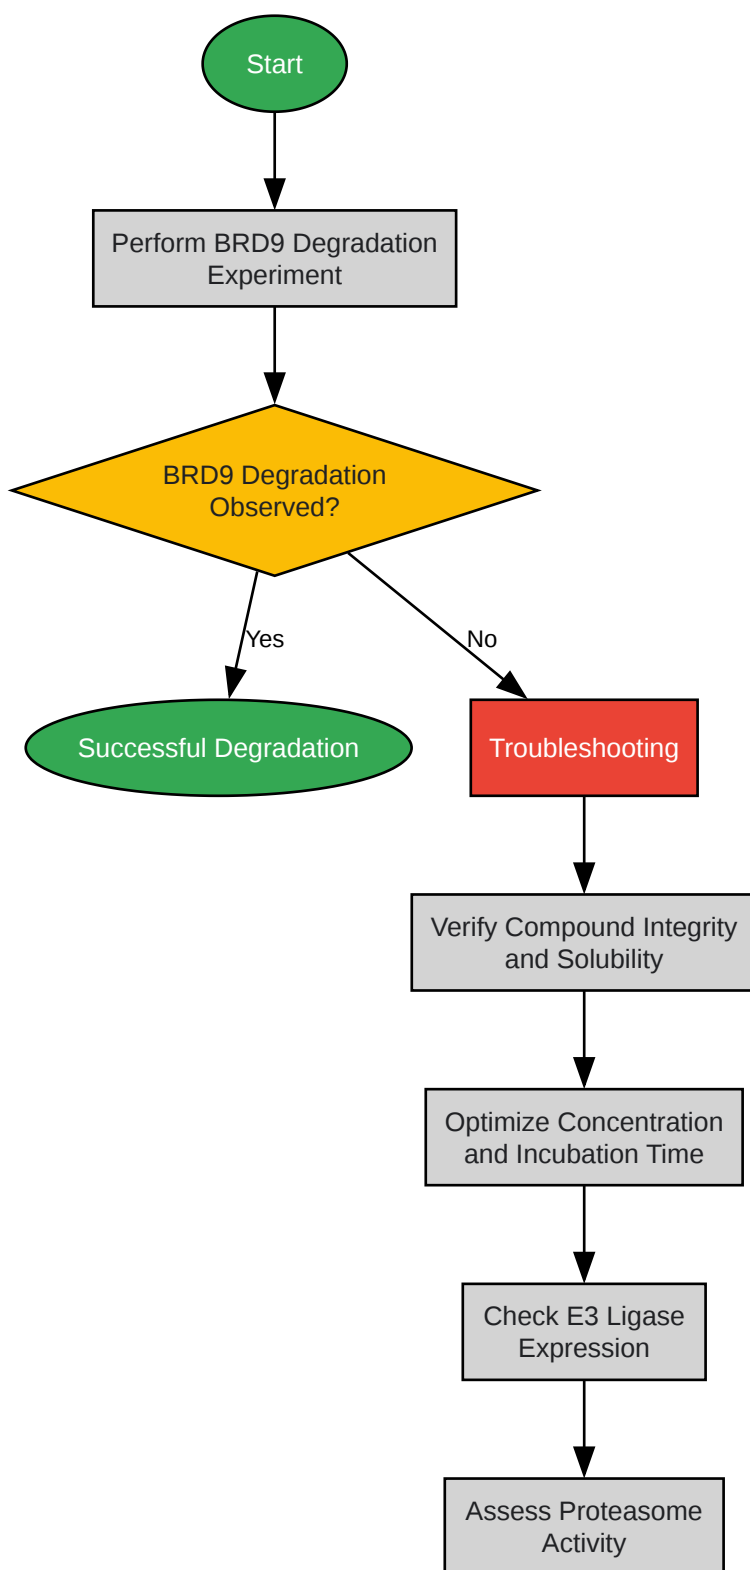 Start
Perform BRD9 Degradation
Experiment
BRD9 Degradation
Observed?
Yes
No
Successful Degradation
Troubleshooting
Verify Compound Integrity
and Solubility
Optimize Concentration
and Incubation Time
Check E3 Ligase
Expression
Assess Proteasome
Activity